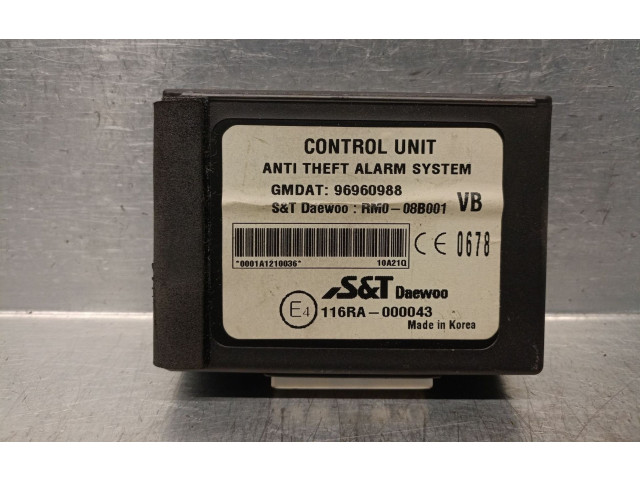 CONTROL UNIT
ANTI THEFT ALARM SYSTEM
GMDAT: 96960988
S&T Daewoo : RM0-08B001 VB
CE 0678
"0001A1210036" 10A21Q
S&T Daewoo
E4 116RA-000043
Made in Korea